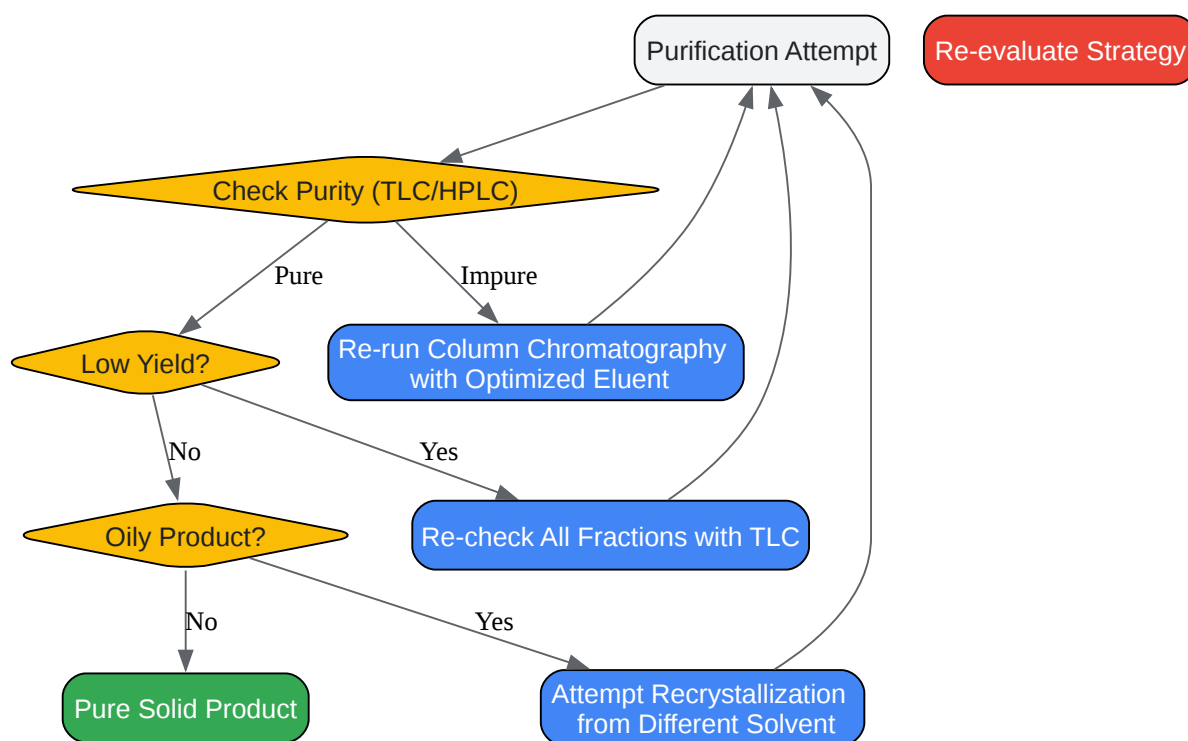 Purification Attempt
Re-evaluate Strategy
Check Purity (TLC/HPLC)
Pure
Impure
Low Yield?
Re-run Column Chromatography
with Optimized Eluent
No
Yes
Oily Product?
Re-check All Fractions with TLC
No
Yes
Pure Solid Product
Attempt Recrystallization
from Different Solvent